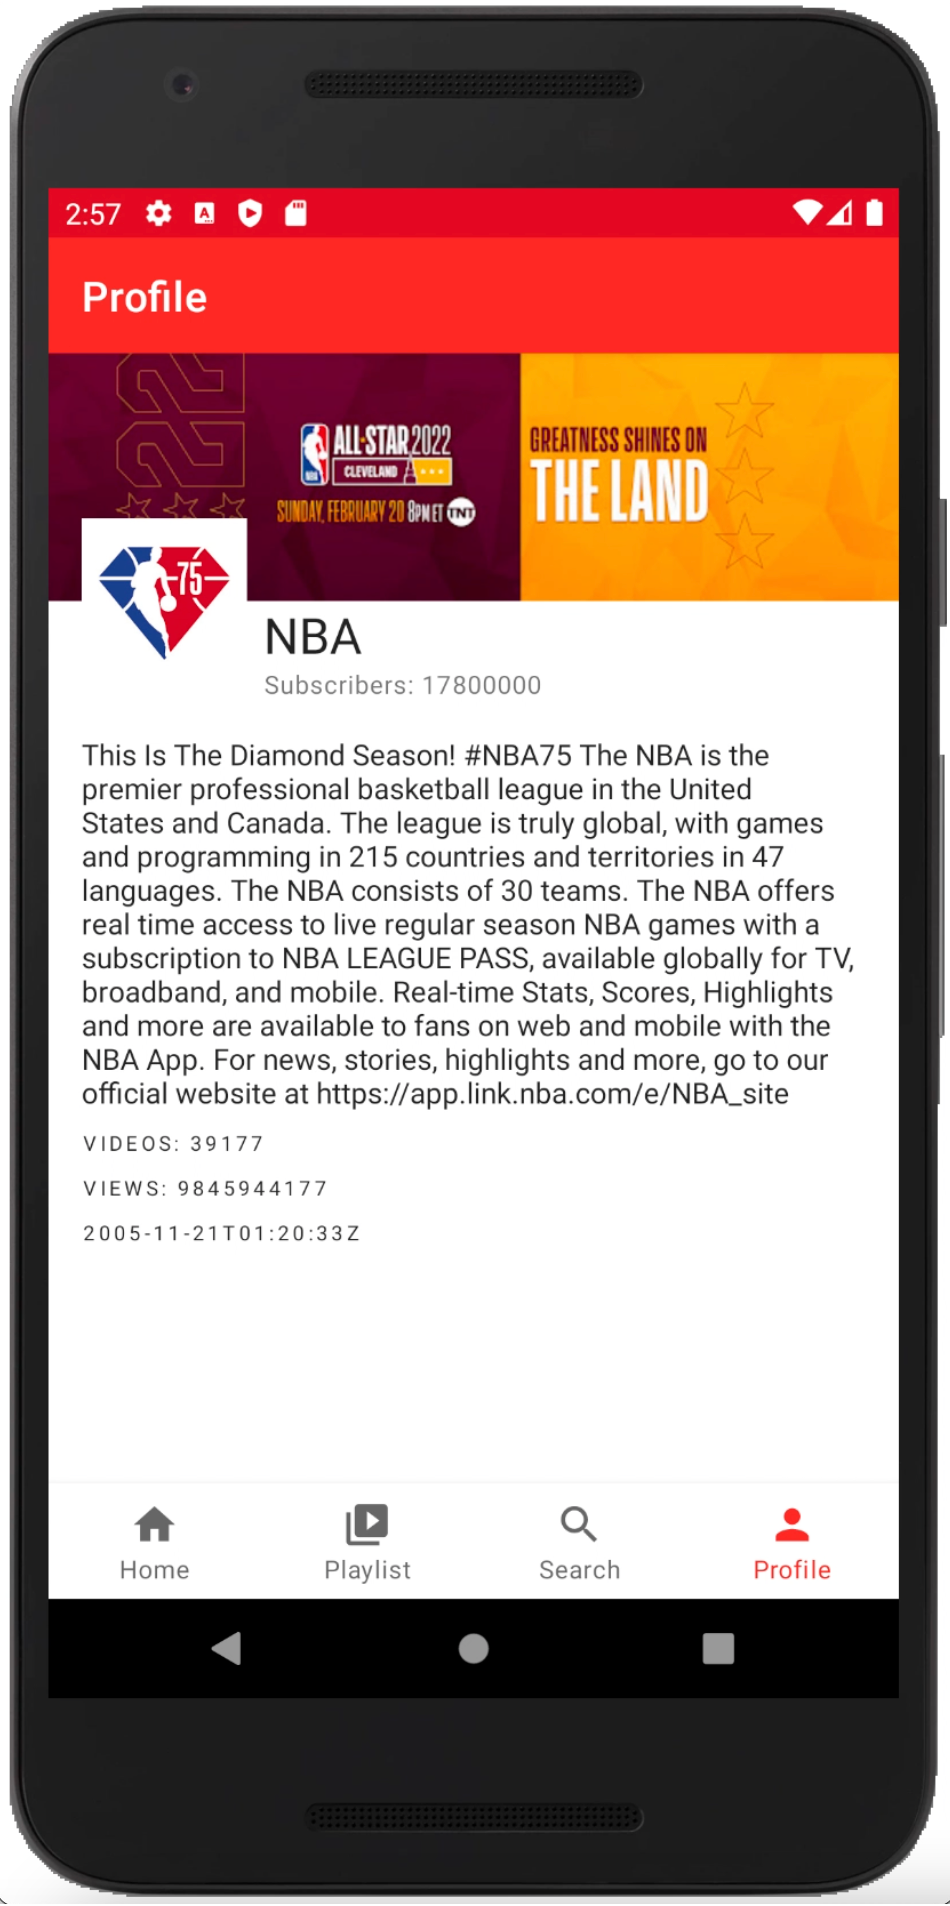 2:57
Profile
22
ALL-STAR 2022
NBA
CLEVELAND
SUNDAY, FEBRUARY 20 8PM ET TNT
GREATNESS SHINES ON
THE LAND
75
NBA
Subscribers: 17800000
This Is The Diamond Season! #NBA75 The NBA is the
premier professional basketball league in the United
States and Canada. The league is truly global, with games
and programming in 215 countries and territories in 47
languages. The NBA consists of 30 teams. The NBA offers
real time access to live regular season NBA games with a
subscription to NBA LEAGUE PASS, available globally for TV,
broadband, and mobile. Real-time Stats, Scores, Highlights
and more are available to fans on web and mobile with the
NBA App. For news, stories, highlights and more, go to our
official website at https://app.link.nba.com/e/NBA_site
VIDEOS: 39177
VIEWS: 9845944177
2005-11-21T01:20:33Z
Home
Playlist
Search
Profile